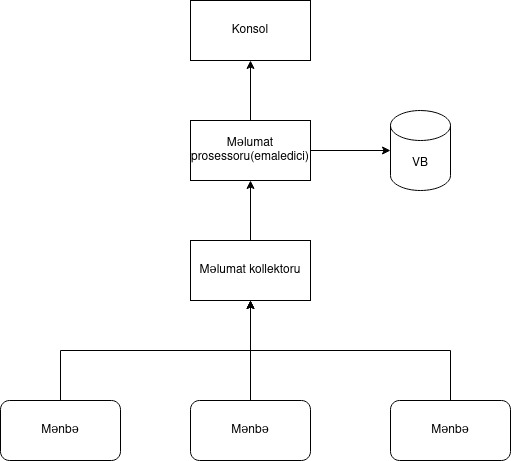 Konsol
Məlumat
prosessoru(emaledici)
VB
Məlumat kollektoru
Mənbə
Mənbə
Mənbə